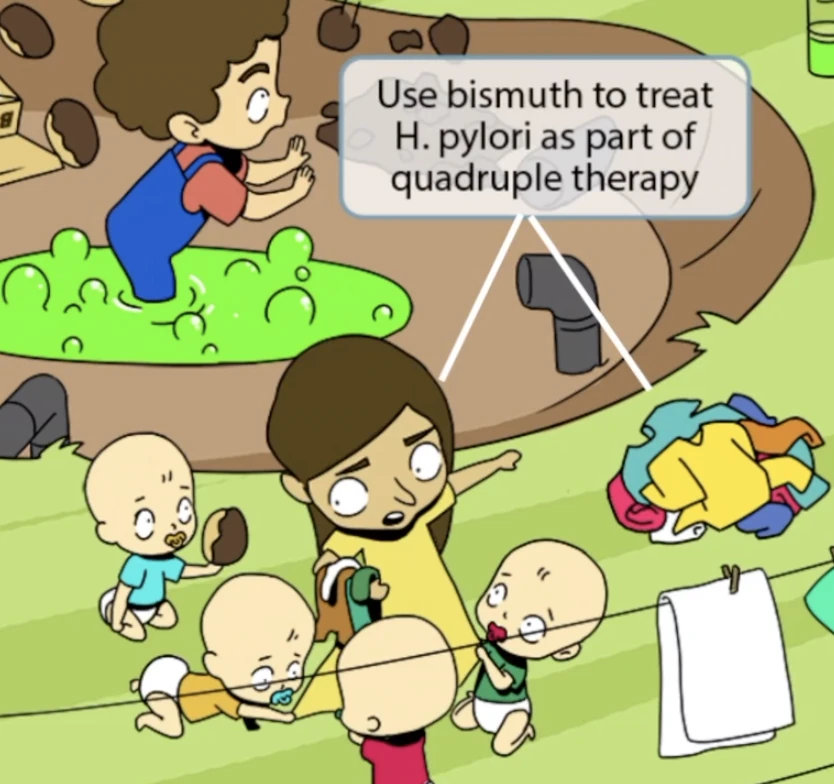 Use bismuth to treat
H. pylori as part of
quadruple therapy